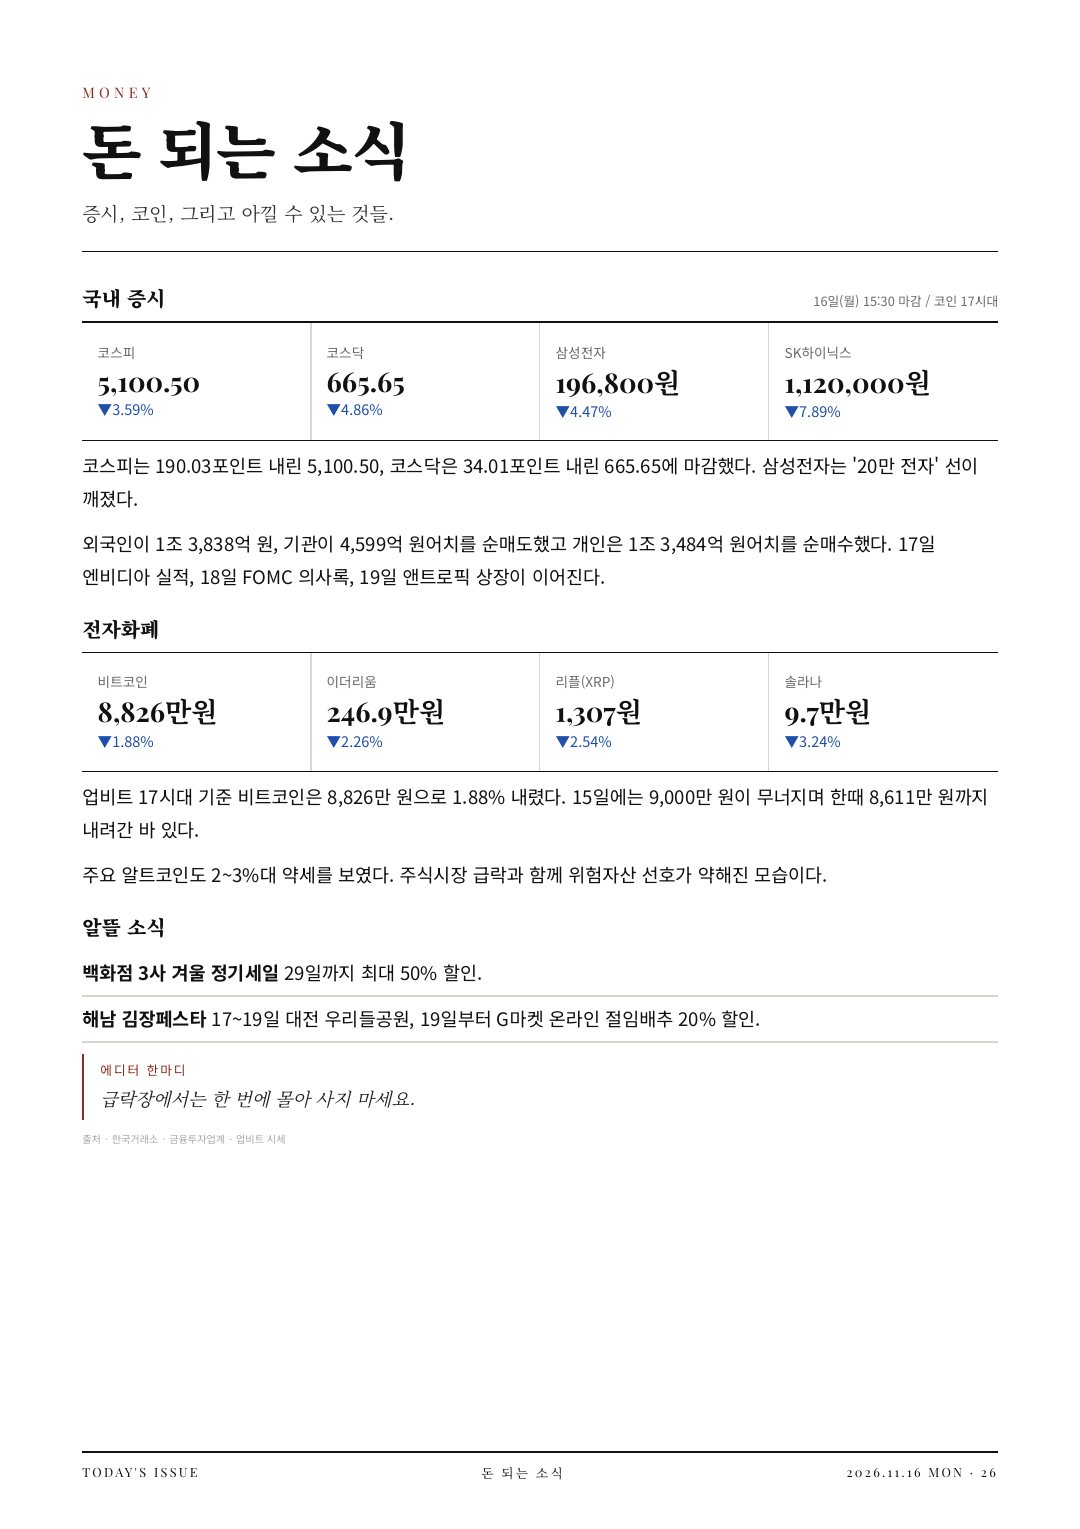 MONEY
돈 되는 소식
증시, 코인, 그리고 아낄 수 있는 것들.
국내 증시
16일(월) 15:30 마감 / 코인 17시대
코스피
5,100.50
▼3.59%
코스닥
665.65
▼4.86%
삼성전자
196,800원
▼4.47%
SK하이닉스
1,120,000원
▼7.89%
코스피는 190.03포인트 내린 5,100.50, 코스닥은 34.01포인트 내린 665.65에 마감했다. 삼성전자는 '20만 전자' 선이
깨졌다.
외국인이 1조 3,838억 원, 기관이 4,599억 원어치를 순매도했고 개인은 1조 3,484억 원어치를 순매수했다. 17일
엔비디아 실적, 18일 FOMC 의사록, 19일 앤트로픽 상장이 이어진다.
전자화폐
비트코인
8,826만원
▼1.88%
이더리움
246.9만원
▼2.26%
리플(XRP)
1,307원
▼2.54%
솔라나
9.7만원
▼3.24%
업비트 17시대 기준 비트코인은 8,826만 원으로 1.88% 내렸다. 15일에는 9,000만 원이 무너지며 한때 8,611만 원까지
내려간 바 있다.
주요 알트코인도 2~3%대 약세를 보였다. 주식시장 급락과 함께 위험자산 선호가 약해진 모습이다.
알뜰 소식
백화점 3사 겨울 정기세일 29일까지 최대 50% 할인.
해남 김장페스타 17~19일 대전 우리들공원, 19일부터 G마켓 온라인 절임배추 20% 할인.
에디터 한마디
급락장에서는 한 번에 몰아 사지 마세요.
출처 · 한국거래소 · 금융투자업계 · 업비트 시세
TODAY'S ISSUE
돈 되는 소식
2026.11.16 MON · 26